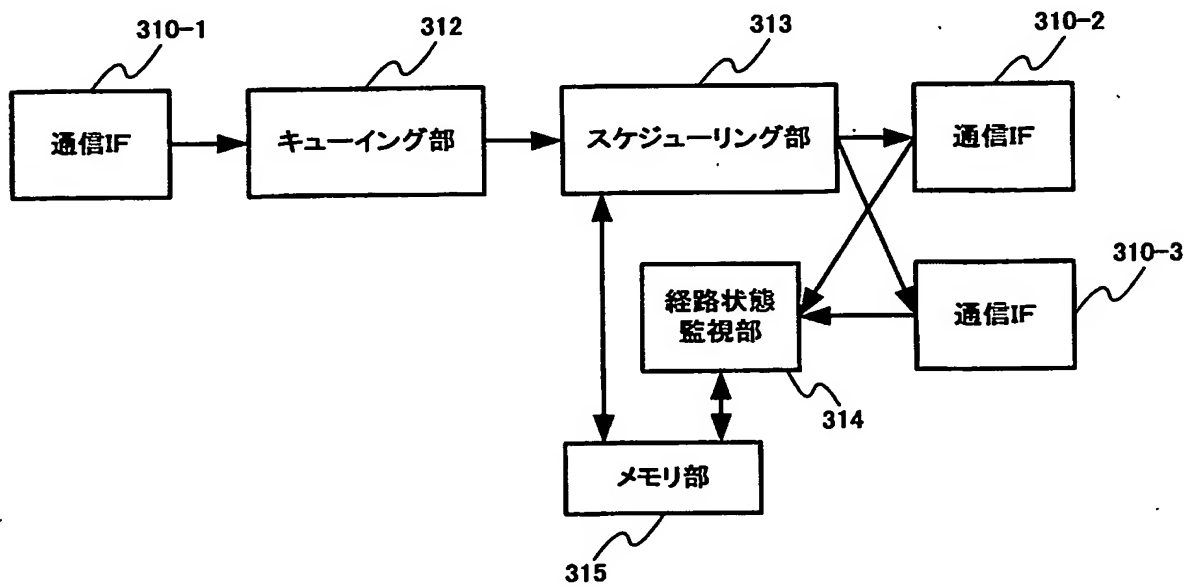 310-1
312
313
310-2
通信IF
キューイング部
スケジューリング部
通信IF
310-3
経路状態
監視部
通信IF
314
メモリ部
315